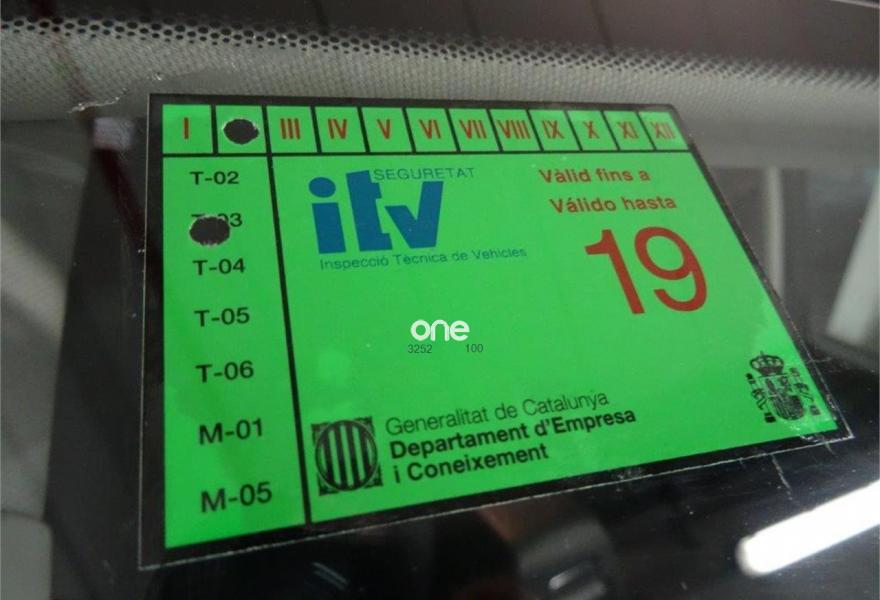 I III IV V VI VII VIII IX X XI XII
T-02
T-04
T-05
T-06
M-01
M-05
SEGURETAT
itv
Inspecció Tècnica de Vehicles
Vàlid fins a
Válido hasta
19
one
3252 100
Generalitat de Catalunya
Departament d'Empresa
i Coneixement